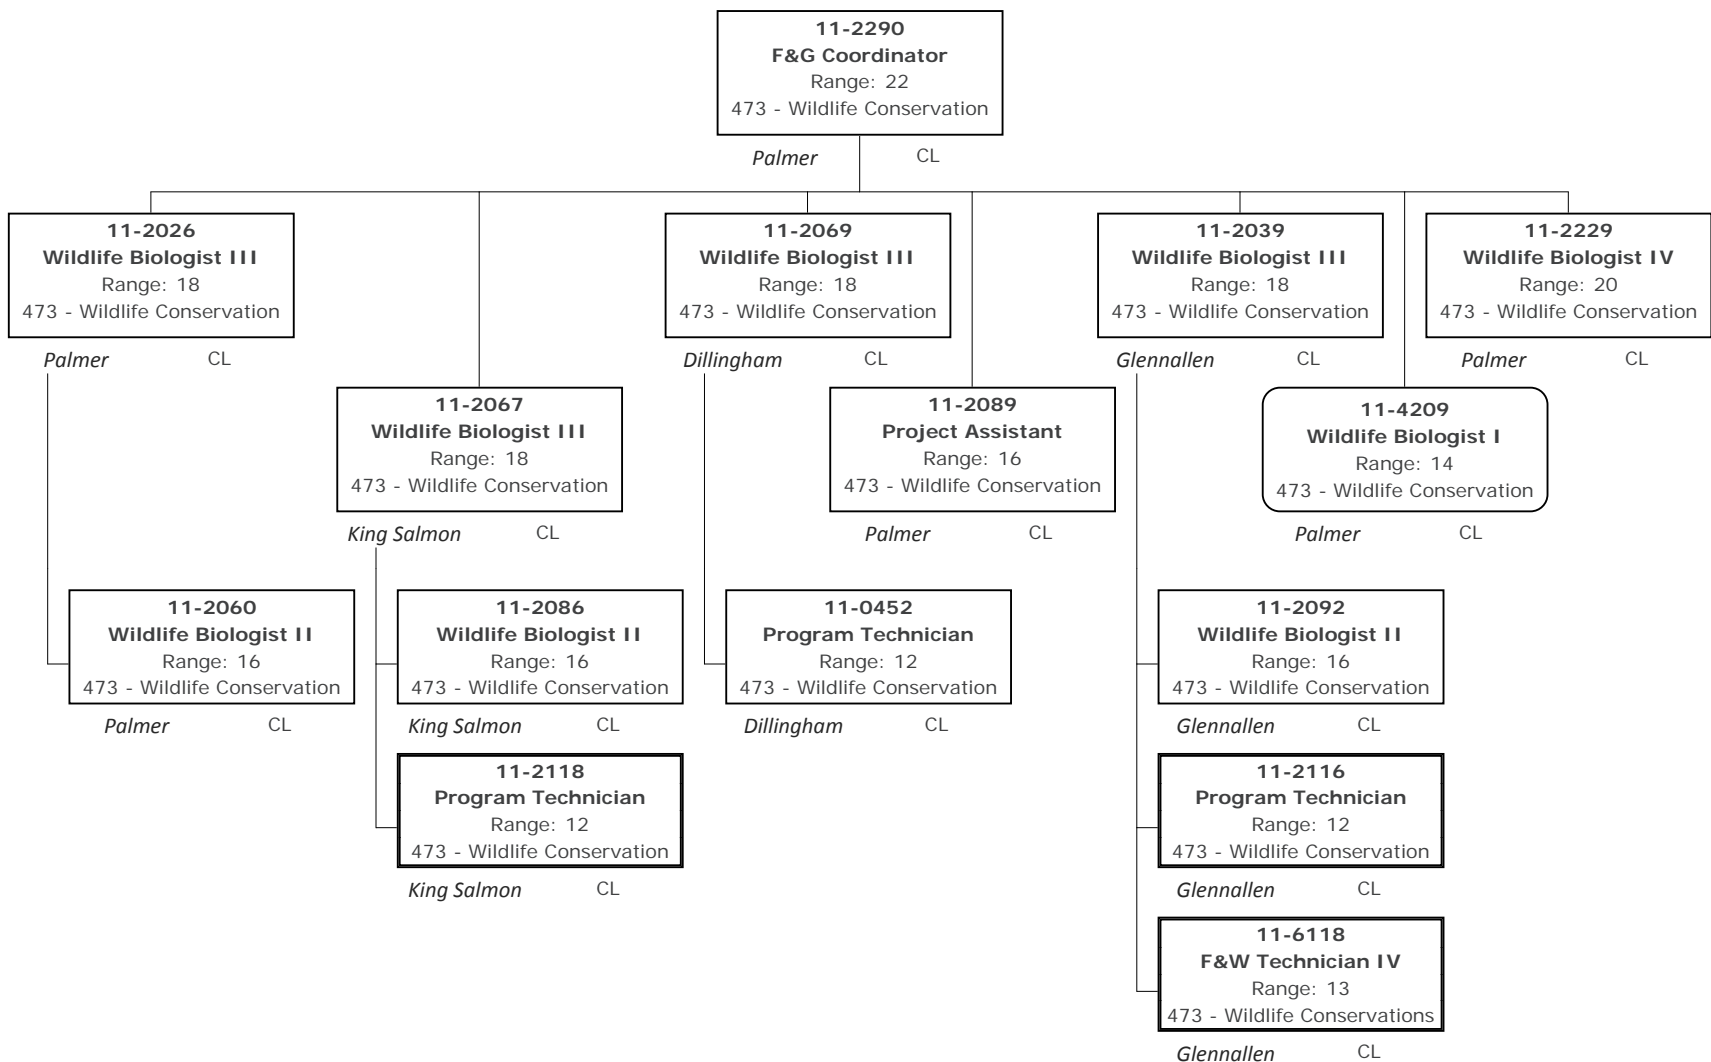 11-2290
F&G Coordinator
Range: 22
473 - Wildlife Conservation
Palmer CL
11-2026
Wildlife Biologist III
Range: 18
473 - Wildlife Conservation
Palmer CL
11-2069
Wildlife Biologist III
Range: 18
473 - Wildlife Conservation
Dillingham CL
11-2039
Wildlife Biologist III
Range: 18
473 - Wildlife Conservation
Glennallen CL
11-2229
Wildlife Biologist IV
Range: 20
473 - Wildlife Conservation
Palmer CL
11-2067
Wildlife Biologist III
Range: 18
473 - Wildlife Conservation
King Salmon CL
11-2089
Project Assistant
Range: 16
473 - Wildlife Conservation
Palmer CL
11-4209
Wildlife Biologist I
Range: 14
473 - Wildlife Conservation
Palmer CL
11-2060
Wildlife Biologist II
Range: 16
473 - Wildlife Conservation
Palmer CL
11-2086
Wildlife Biologist II
Range: 16
473 - Wildlife Conservation
King Salmon CL
11-0452
Program Technician
Range: 12
473 - Wildlife Conservation
Dillingham CL
11-2092
Wildlife Biologist II
Range: 16
473 - Wildlife Conservation
Glennallen CL
11-2118
Program Technician
Range: 12
473 - Wildlife Conservation
King Salmon CL
11-2116
Program Technician
Range: 12
473 - Wildlife Conservation
Glennallen CL
11-6118
F&W Technician IV
Range: 13
473 - Wildlife Conservations
Glennallen CL